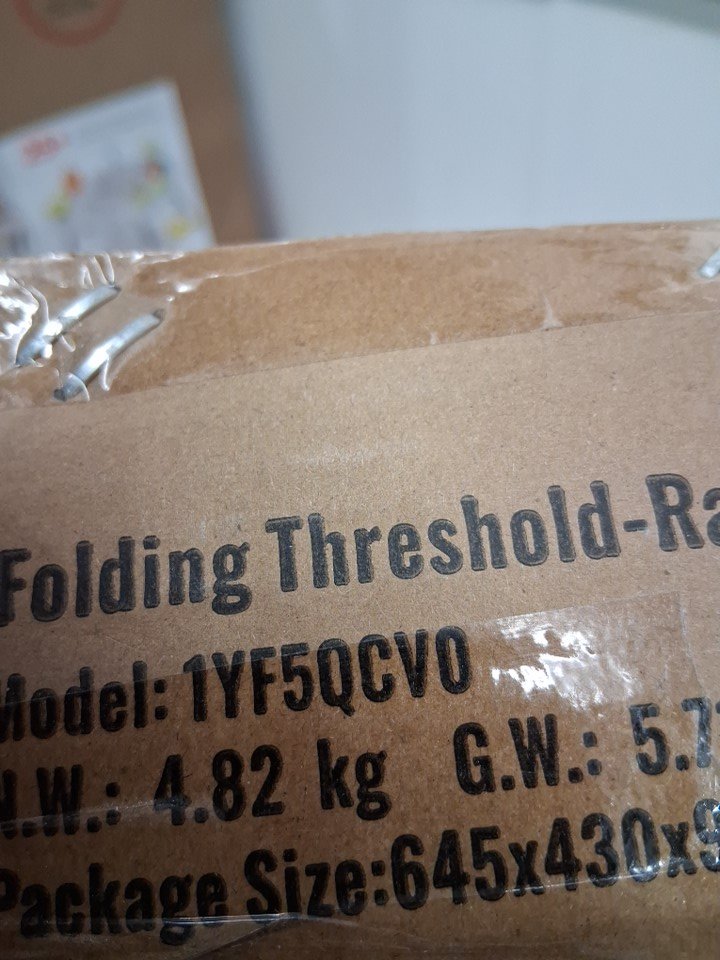 Folding Threshold-Ra
Model: 1YF5QCV0
N.W.: 4.82 kg G.W.: 5.7
Package Size:645x430x9